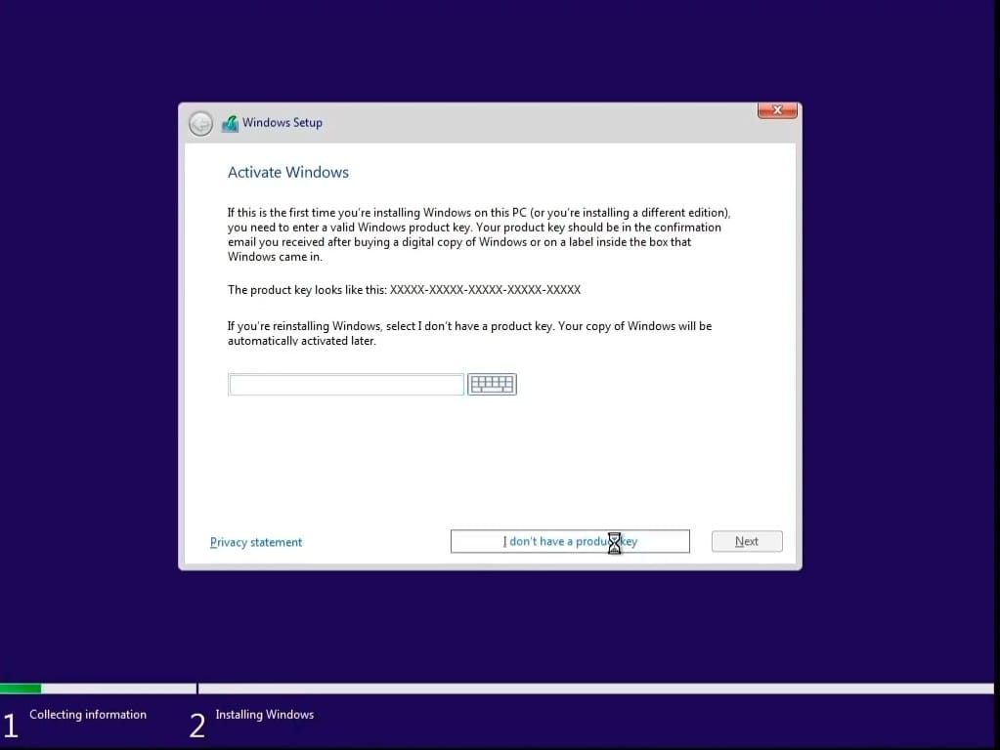 Windows Setup
Activate Windows
If this is the first time you're installing Windows on this PC (or you're installing a different edition),
you need to enter a valid Windows product key. Your product key should be in the confirmation
email you received after buying a digital copy of Windows or on a label inside the box that
Windows came in.
The product key looks like this: XXXXX-XXXXX-XXXXX-XXXXX-XXXXX
If you're reinstalling Windows, select I don't have a product key. Your copy of Windows will be
automatically activated later.
Privacy statement
I don't have a product key
Next
1
Collecting information
2
Installing Windows